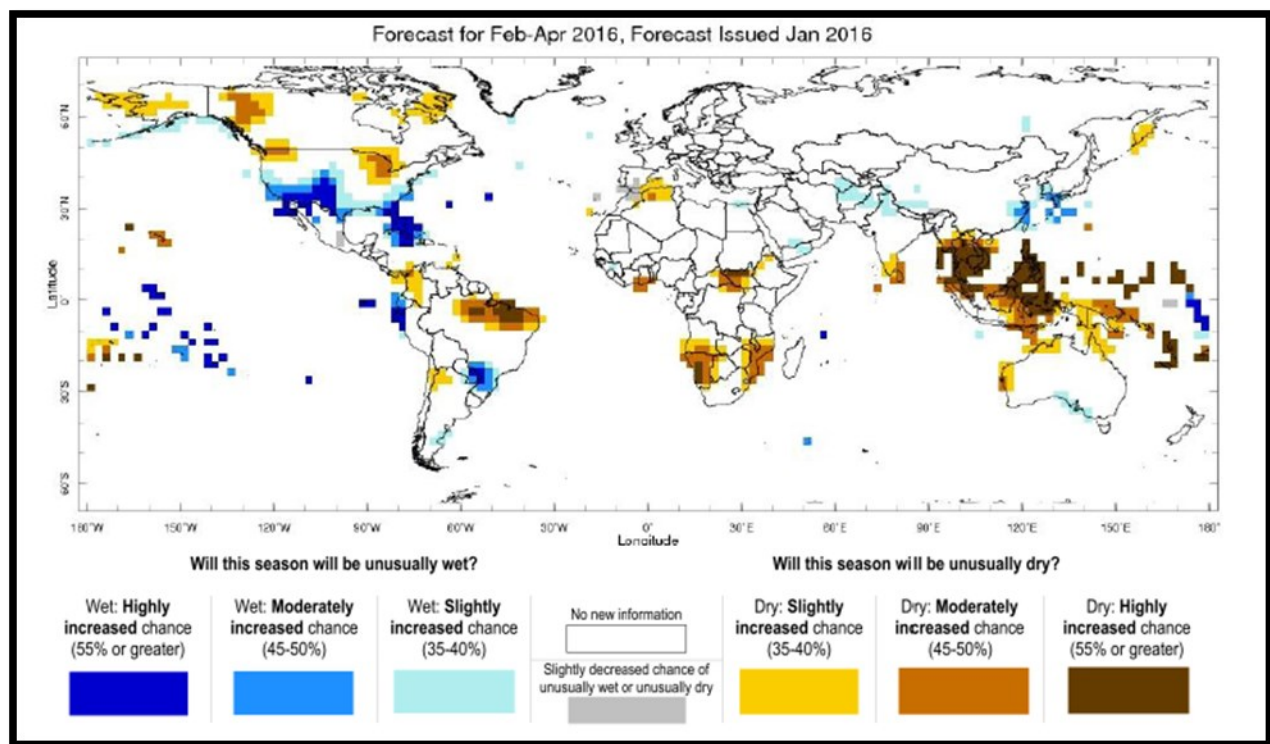 Forecast for Feb-Apr 2016, Forecast Issued Jan 2016
Latitude
60°N
30°N
0°
30°S
60°S
180°W
150°W
120°W
90°W
60°W
30°W
0°
30°E
60°E
90°E
120°E
150°E
180°
Longitude
Will this season will be unusually wet?
Will this season will be unusually dry?
Wet: Highly
increased chance
(55% or greater)
Wet: Moderately
increased chance
(45-50%)
Wet: Slightly
increased chance
(35-40%)
No new information
Slightly decreased chance of
unusually wet or unusually dry
Dry: Slightly
increased chance
(35-40%)
Dry: Moderately
increased chance
(45-50%)
Dry: Highly
increased chance
(55% or greater)